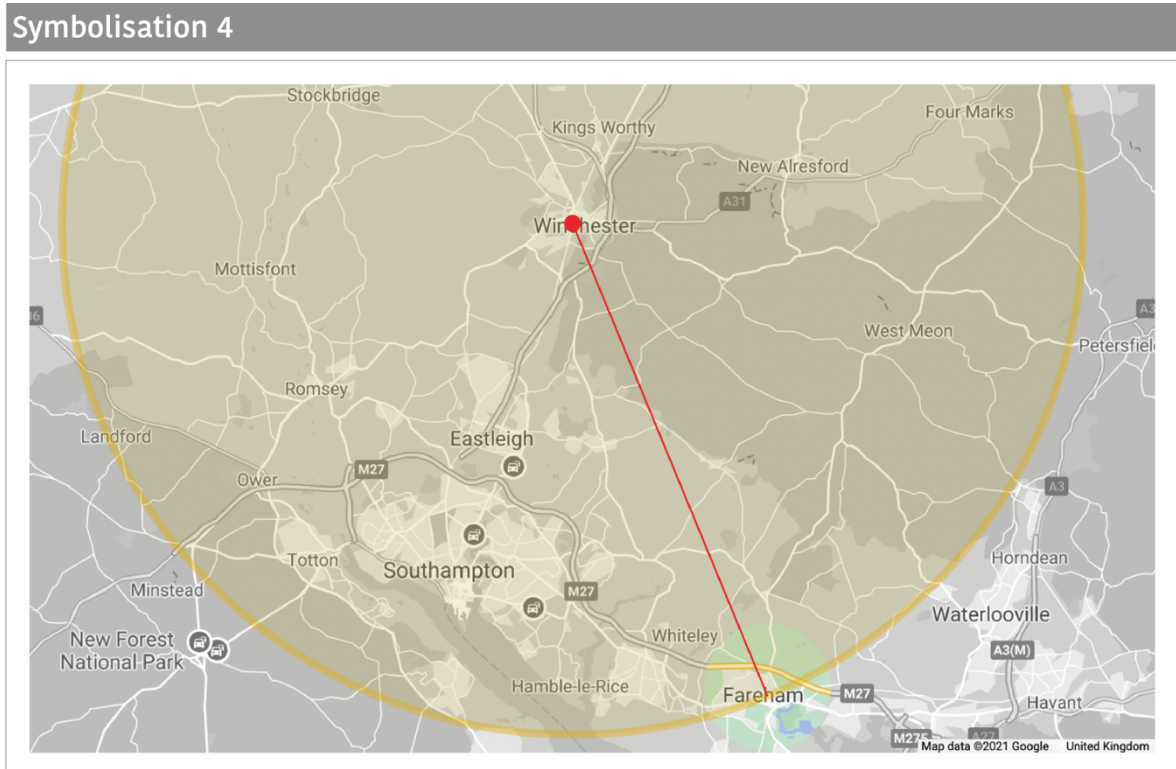 Symbolisation 4
Stockbridge
Four Marks
Kings Worthy
New Alresford
A31
Winchester
Mottisfont
West Meon
Petersfiel
Romsey
Landford
Eastleigh
M27
Ower
A3
Totton
Southampton
Horndean
Minstead
M27
Waterlooville
New Forest
National Park
Whiteley
A3(M)
Hamble-le-Rice
Fareham
M27
Havant
M275
A27
Map data ©2021 Google United Kingdom